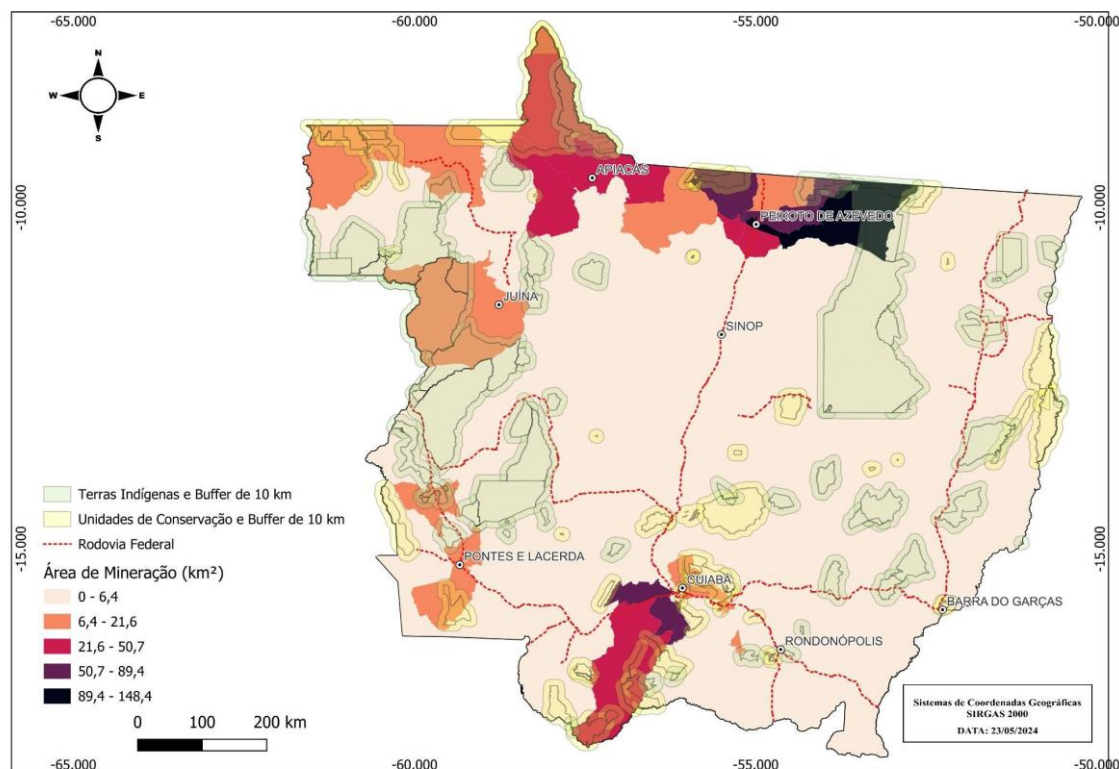 -65.000 -60.000 -55.000 -50.000
N
W E
S
-10.000 -10.000
APIACÁS
PEIXOTO DE AZEVEDO
JUÍNA
SINOP
Terras Indígenas e Buffer de 10 km
Unidades de Conservação e Buffer de 10 km
Rodovia Federal
-15.000 -15.000
Área de Mineração (km²)
0 - 6,4
6,4 - 21,6
21,6 - 50,7
50,7 - 89,4
89,4 - 148,4
PONTES E LACERDA
CUIABÁ
BARRA DO GARÇAS
RONDONÓPOLIS
0 100 200 km
Sistemas de Coordenadas Geográficas
SIRGAS 2000
DATA: 23/05/2024
-65.000 -60.000 -55.000 -50.000